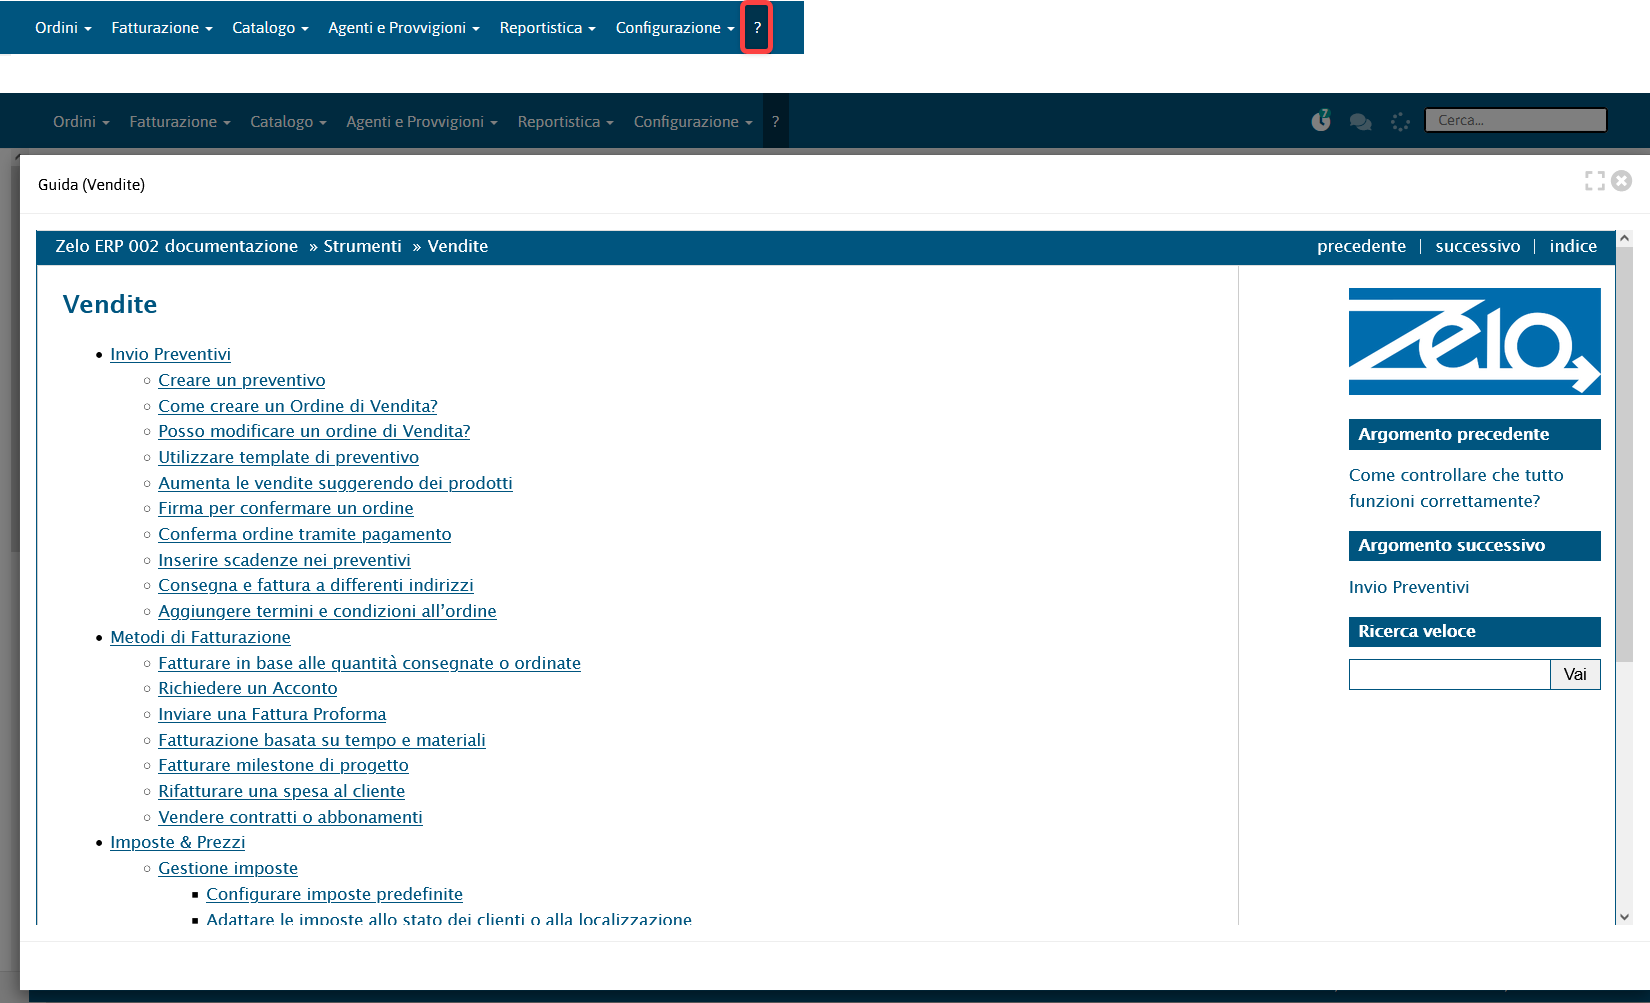 Ordini Fatturazione Catalogo Agenti e Provvigioni Reportistica Configurazione ?
Ordini Fatturazione Catalogo Agenti e Provvigioni Reportistica Configurazione ? 7 Cerca...
Guida (Vendite)
Zelo ERP 002 documentazione » Strumenti » Vendite precedente | successivo | indice
Vendite
Invio Preventivi
Creare un preventivo
Come creare un Ordine di Vendita?
Posso modificare un ordine di Vendita?
Utilizzare template di preventivo
Aumenta le vendite suggerendo dei prodotti
Firma per confermare un ordine
Conferma ordine tramite pagamento
Inserire scadenze nei preventivi
Consegna e fattura a differenti indirizzi
Aggiungere termini e condizioni all’ordine
Metodi di Fatturazione
Fatturare in base alle quantità consegnate o ordinate
Richiedere un Acconto
Inviare una Fattura Proforma
Fatturazione basata su tempo e materiali
Fatturare milestone di progetto
Rifatturare una spesa al cliente
Vendere contratti o abbonamenti
Imposte & Prezzi
Gestione imposte
Configurare imposte predefinite
Adattare le imposte allo stato dei clienti o alla localizzazione
zelo
Argomento precedente
Come controllare che tutto
funzioni correttamente?
Argomento successivo
Invio Preventivi
Ricerca veloce
Vai